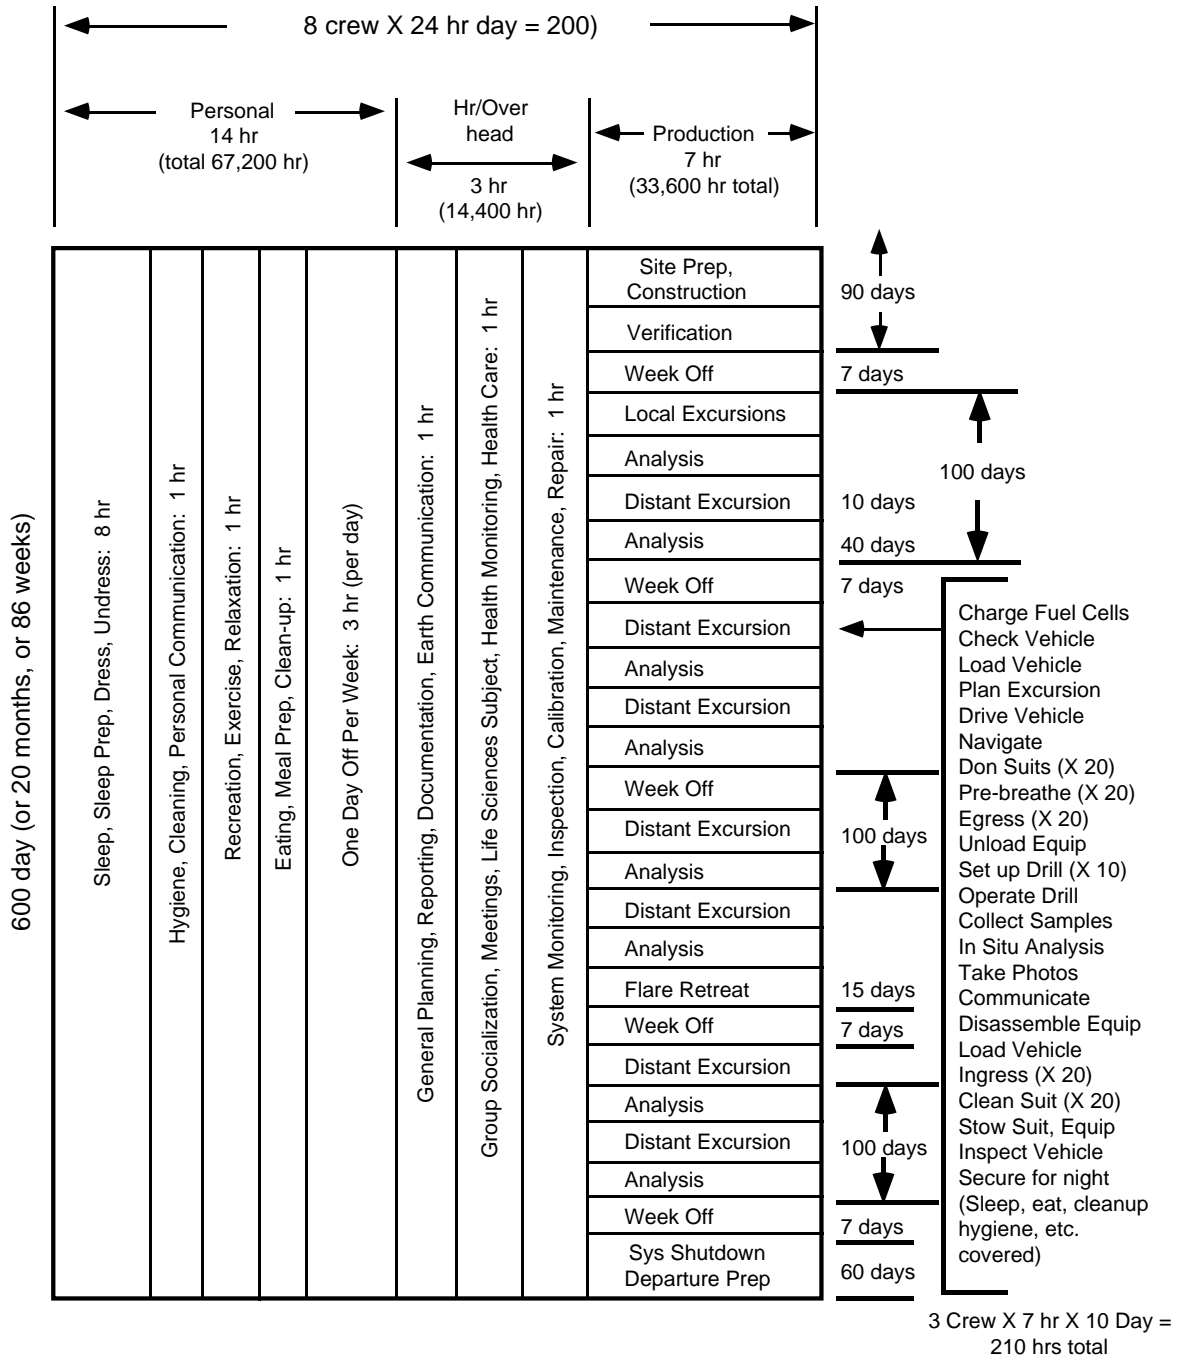 8 crew X 24 hr day = 200)
Personal
14 hr
(total 67,200 hr)
Hr/Over
head
3 hr
(14,400 hr)
Production
7 hr
(33,600 hr total)
600 day (or 20 months, or 86 weeks)
Sleep, Sleep Prep, Dress, Undress: 8 hr
Hygiene, Cleaning, Personal Communication: 1 hr
Recreation, Exercise, Relaxation: 1 hr
Eating, Meal Prep, Clean-up: 1 hr
One Day Off Per Week: 3 hr (per day)
General Planning, Reporting, Documentation, Earth Communication: 1 hr
Group Socialization, Meetings, Life Sciences Subject, Health Monitoring, Health Care: 1 hr
System Monitoring, Inspection, Calibration, Maintenance, Repair: 1 hr
Site Prep,
Construction
Verification
Week Off
Local Excursions
Analysis
Distant Excursion
Analysis
Week Off
Distant Excursion
Analysis
Distant Excursion
Analysis
Week Off
Distant Excursion
Analysis
Distant Excursion
Analysis
Flare Retreat
Week Off
Distant Excursion
Analysis
Distant Excursion
Analysis
Week Off
Sys Shutdown
Departure Prep
90 days
7 days
100 days
10 days
40 days
7 days
100 days
15 days
7 days
100 days
7 days
60 days
Charge Fuel Cells
Check Vehicle
Load Vehicle
Plan Excursion
Drive Vehicle
Navigate
Don Suits (X 20)
Pre-breathe (X 20)
Egress (X 20)
Unload Equip
Set up Drill (X 10)
Operate Drill
Collect Samples
In Situ Analysis
Take Photos
Communicate
Disassemble Equip
Load Vehicle
Ingress (X 20)
Clean Suit (X 20)
Stow Suit, Equip
Inspect Vehicle
Secure for night
(Sleep, eat, cleanup
hygiene, etc.
covered)
3 Crew X 7 hr X 10 Day =
210 hrs total